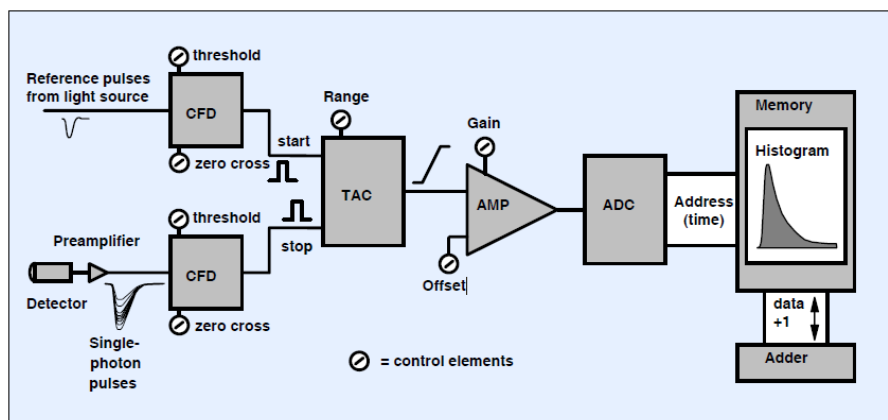 threshold
Reference pulses
from light source
CFD
zero cross
start
Range
TAC
Gain
AMP
Offset
ADC
Address
(time)
Memory
Histogram
threshold
Preamplifier
stop
CFD
Detector
zero cross
Single-
photon
pulses
= control elements
data
+1
Adder